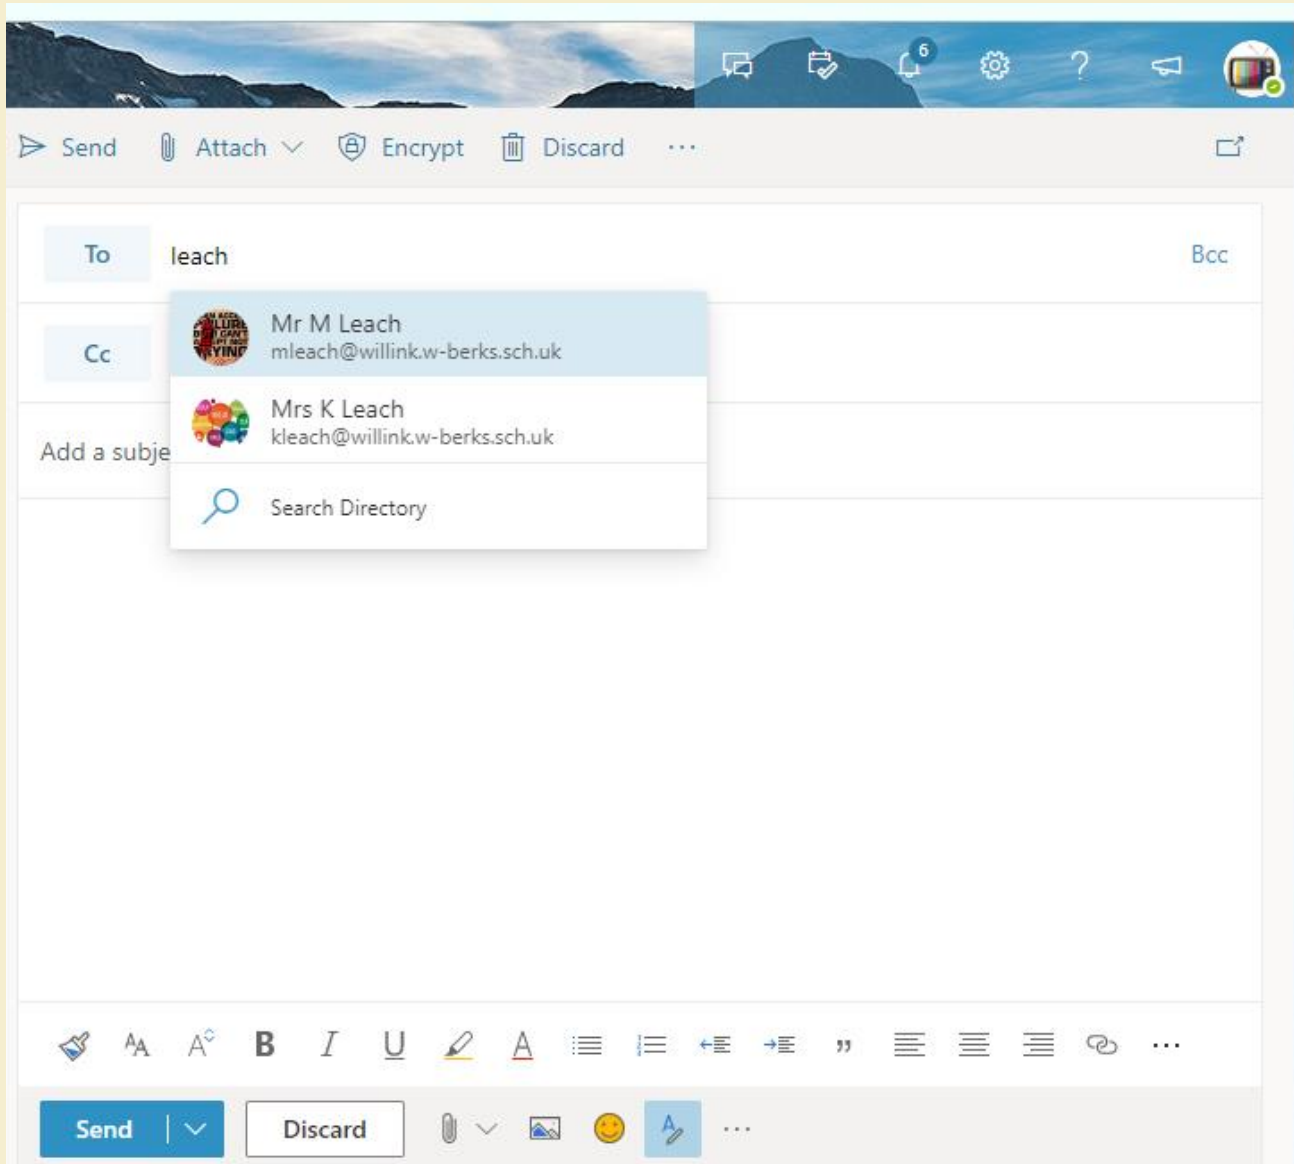 6
?
Send Attach Encrypt Discard ...
To leach Bcc
Mr M Leach
mleach@willink.w-berks.sch.uk
Cc
Mrs K Leach
kleach@willink.w-berks.sch.uk
Add a subje
Search Directory
B I U A
Send Discard ...